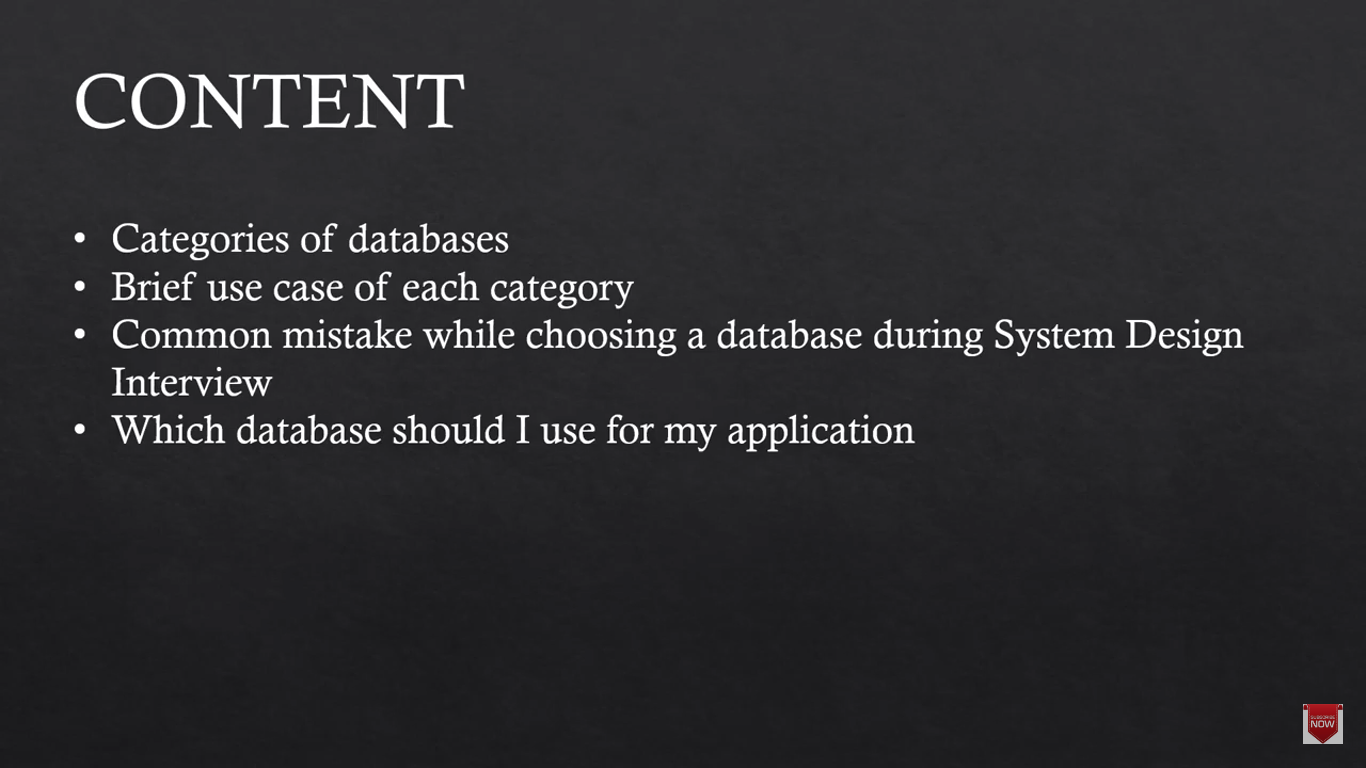 CONTENT
• Categories of databases
• Brief use case of each category
• Common mistake while choosing a database during System Design
Interview
• Which database should I use for my application
SUBSCRIBE
NOW